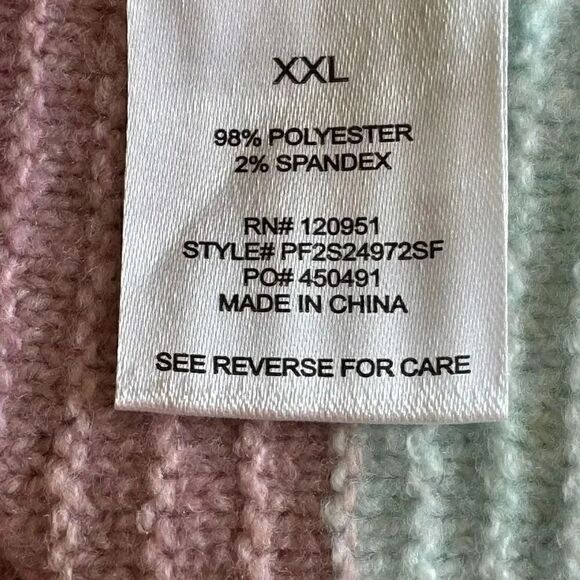 XXL
98% POLYESTER
2% SPANDEX
RN# 120951
STYLE# PF2S24972SF
PO# 450491
MADE IN CHINA
SEE REVERSE FOR CARE